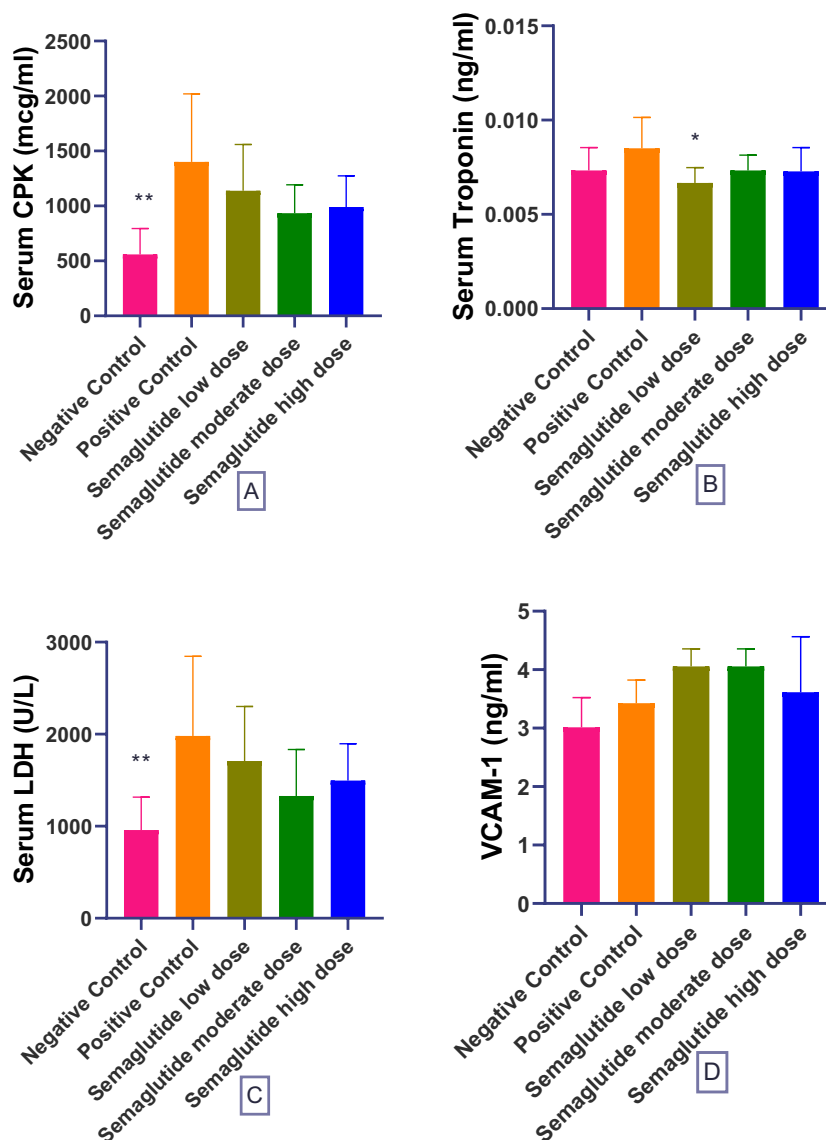 Serum CPK (mcg/ml)
2500
2000
1500
1000
500
0
**
Negative Control
Positive Control
Semaglutide low dose
Semaglutide moderate dose
Semaglutide high dose
A
Serum Troponin (ng/ml)
0.015
0.010
0.005
0.000
*
Negative Control
Positive Control
Semaglutide low dose
Semaglutide moderate dose
Semaglutide high dose
B
Serum LDH (U/L)
3000
2000
1000
0
**
Negative Control
Positive Control
Semaglutide low dose
Semaglutide moderate dose
Semaglutide high dose
C
VCAM-1 (ng/ml)
5
4
3
2
1
0
Negative Control
Positive Control
Semaglutide low dose
Semaglutide moderate dose
Semaglutide high dose
D